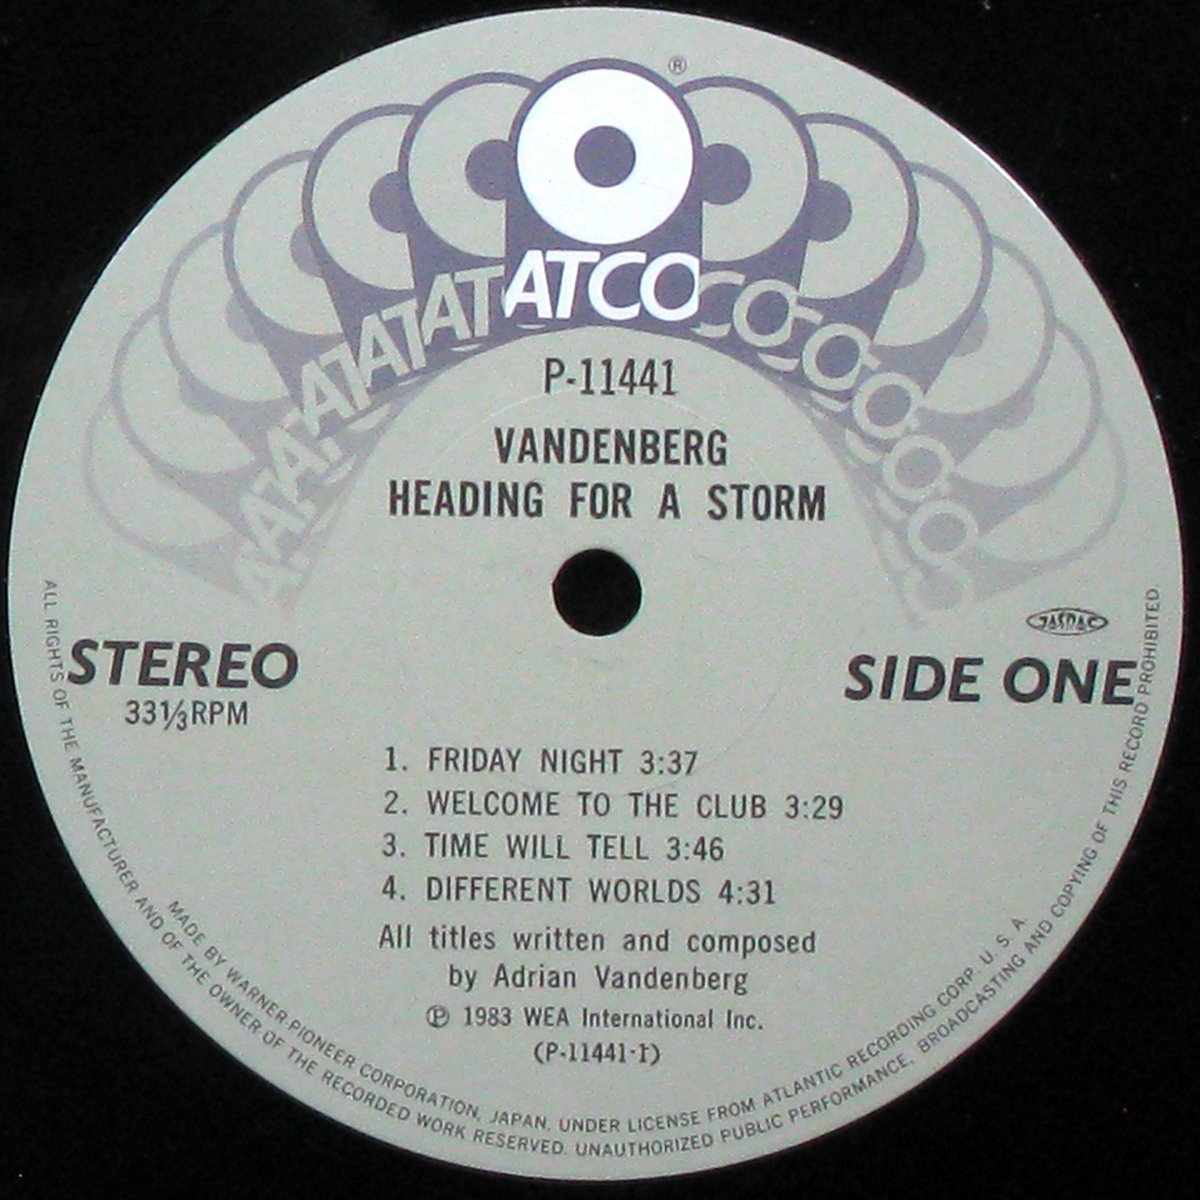 ®
ATCO
P-11441
VANDENBERG
HEADING FOR A STORM
JASRAC
STEREO
33⅓RPM
SIDE ONE
1. FRIDAY NIGHT 3:37
2. WELCOME TO THE CLUB 3:29
3. TIME WILL TELL 3:46
4. DIFFERENT WORLDS 4:31
All titles written and composed
by Adrian Vandenberg
℗ 1983 WEA International Inc.
(P-11441-1)
MADE BY WARNER-PIONEER CORPORATION, JAPAN, UNDER LICENSE FROM ATLANTIC RECORDING CORP. U. S. A.
ALL RIGHTS OF THE MANUFACTURER AND OF THE OWNER OF THE RECORDED WORK RESERVED. UNAUTHORIZED PUBLIC PERFORMANCE, BROADCASTING AND COPYING OF THIS RECORD PROHIBITED.